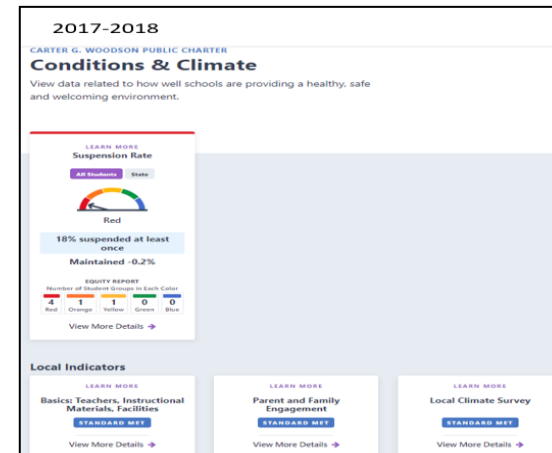 2017-2018
CARTER G. WOODSON PUBLIC CHARTER
Conditions & Climate
View data related to how well schools are providing a healthy, safe
and welcoming environment.
LEARN MORE
Suspension Rate
All Students State
Red
18% suspended at least
once
Maintained -0.2%
EQUITY REPORT
Number of Student Groups in Each Color
4 1 1 0 0
Red Orange Yellow Green Blue
View More Details →
Local Indicators
LEARN MORE LEARN MORE LEARN MORE
Basics: Teachers, Instructional Parent and Family Local Climate Survey
Materials, Facilities Engagement
STANDARD MET STANDARD MET STANDARD MET
View More Details → View More Details → View More Details →